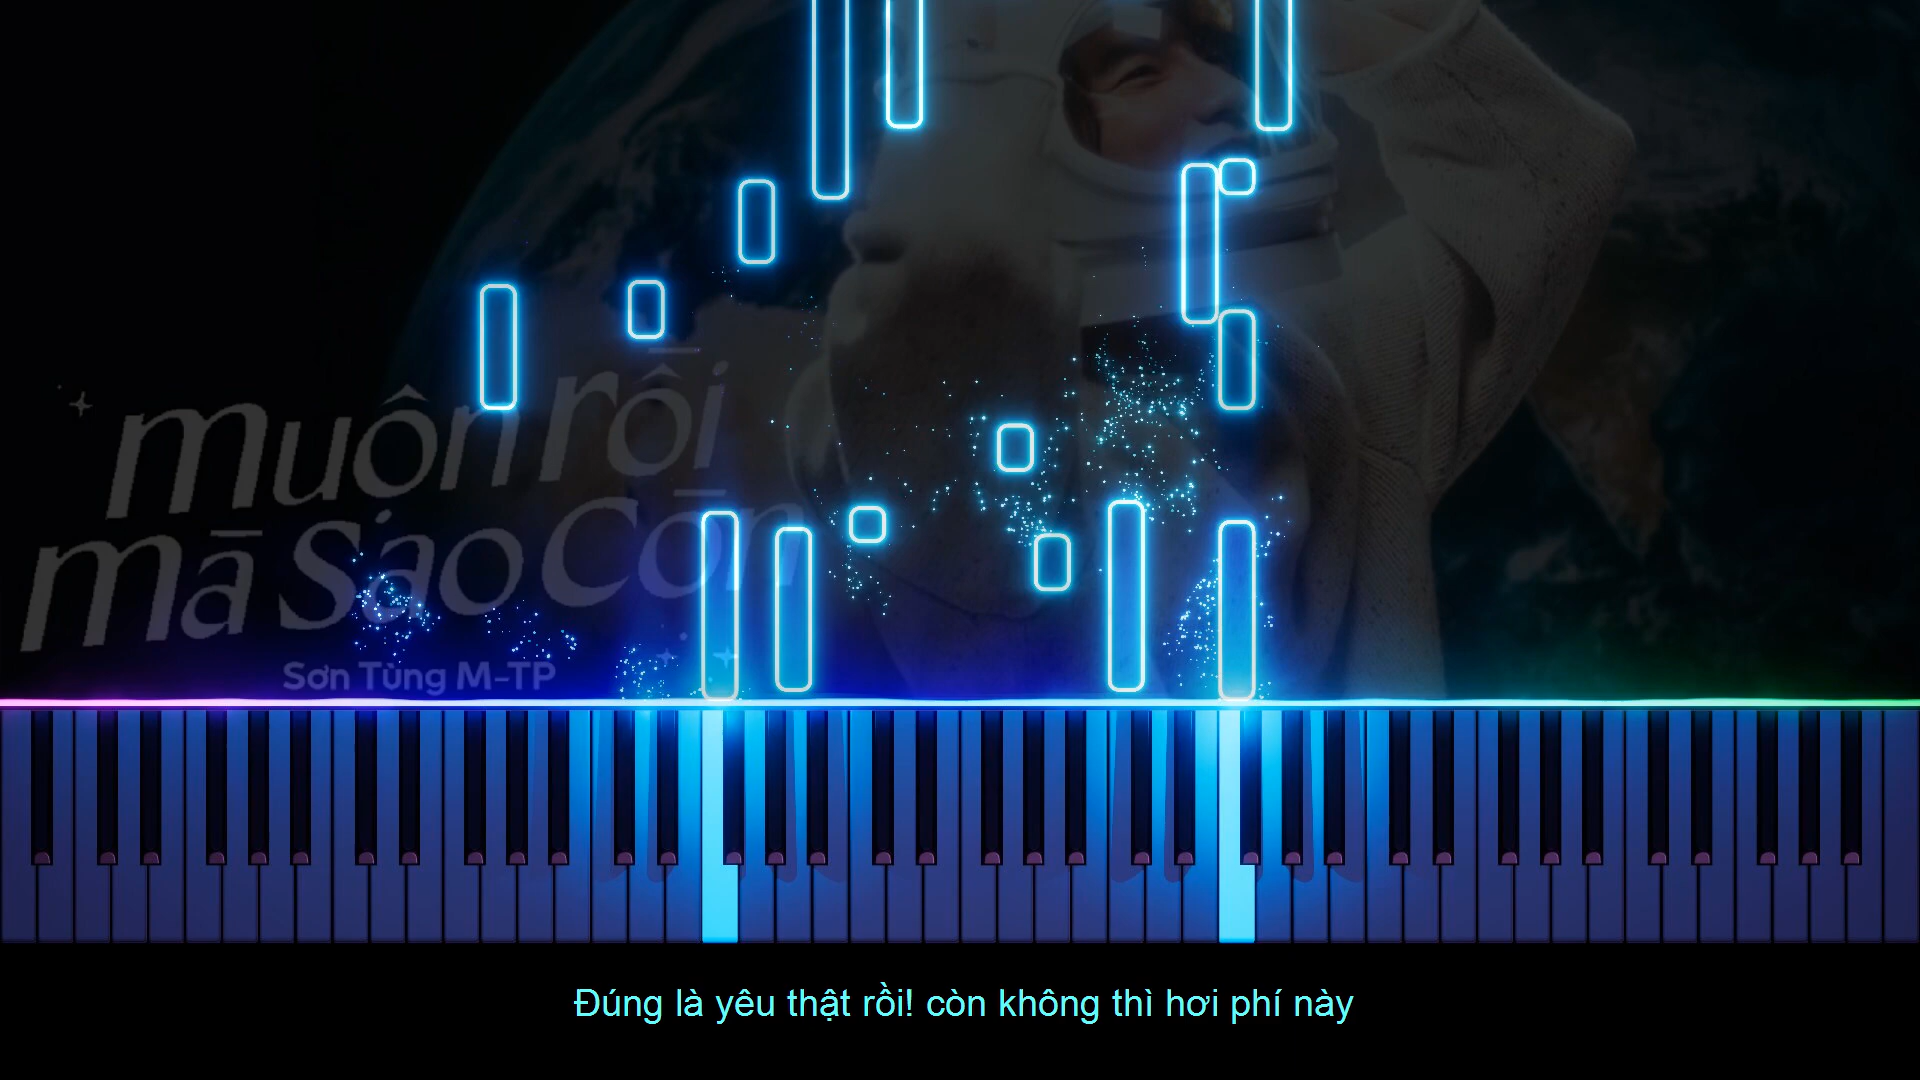 muộn rồi
mà sao còn
Sơn Tùng M-TP
Đúng là yêu thật rồi! còn không thì hơi phí này